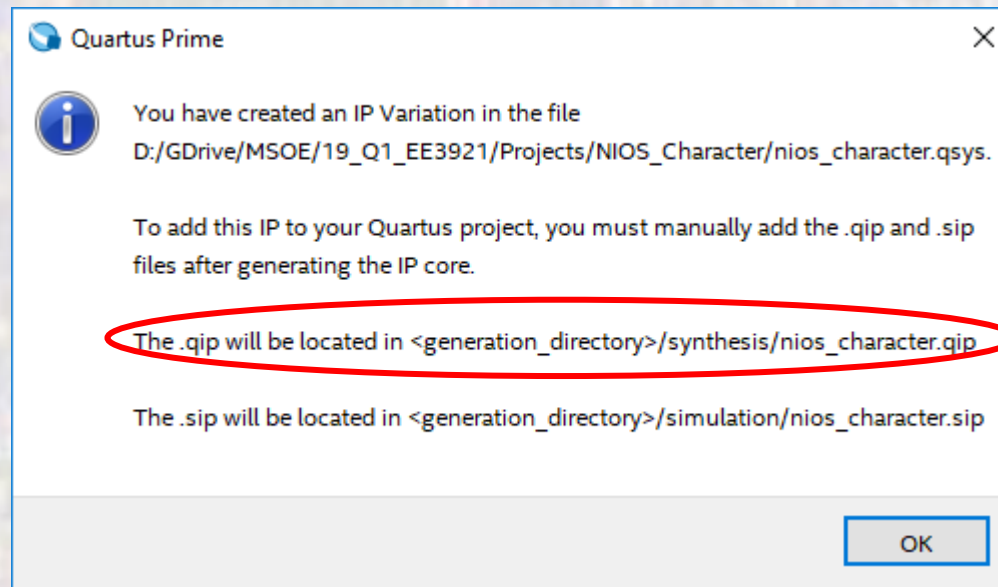 Quartus Prime
You have created an IP Variation in the file
D:/GDrive/MSOE/19_Q1_EE3921/Projects/NIOS_Character/nios_character.qsys.
To add this IP to your Quartus project, you must manually add the .qip and .sip
files after generating the IP core.
The .qip will be located in <generation_directory>/synthesis/nios_character.qip
The .sip will be located in <generation_directory>/simulation/nios_character.sip
OK